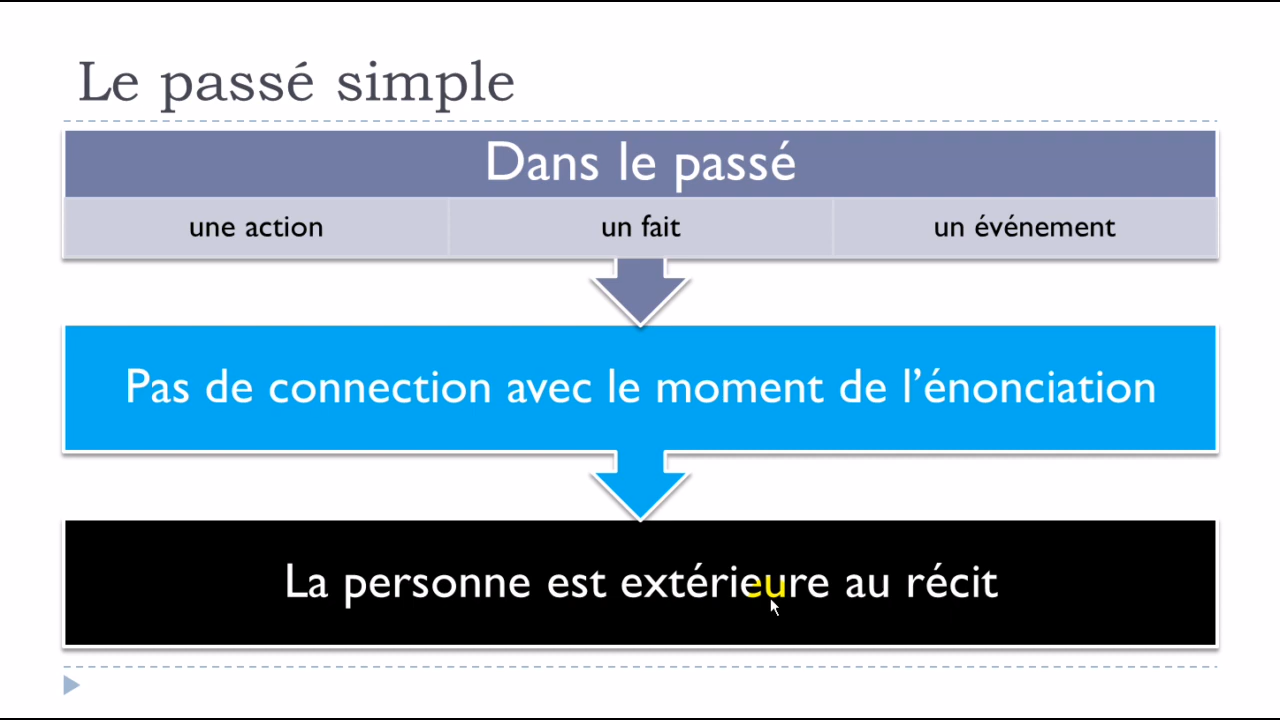 Le passé simple
Dans le passé
une action
un fait
un événement
Pas de connection avec le moment de l’énonciation
La personne est extérieure au récit